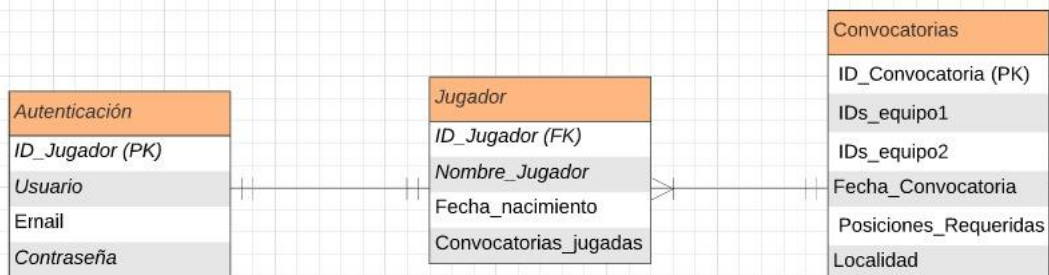 Autenticación
ID_Jugador (PK)
Usuario
Email
Contraseña
Jugador
ID_Jugador (FK)
Nombre_Jugador
Fecha_nacimiento
Convocatorias_jugadas
Convocatorias
ID_Convocatoria (PK)
IDs_equipo1
IDs_equipo2
Fecha_Convocatoria
Posiciones_Requeridas
Localidad